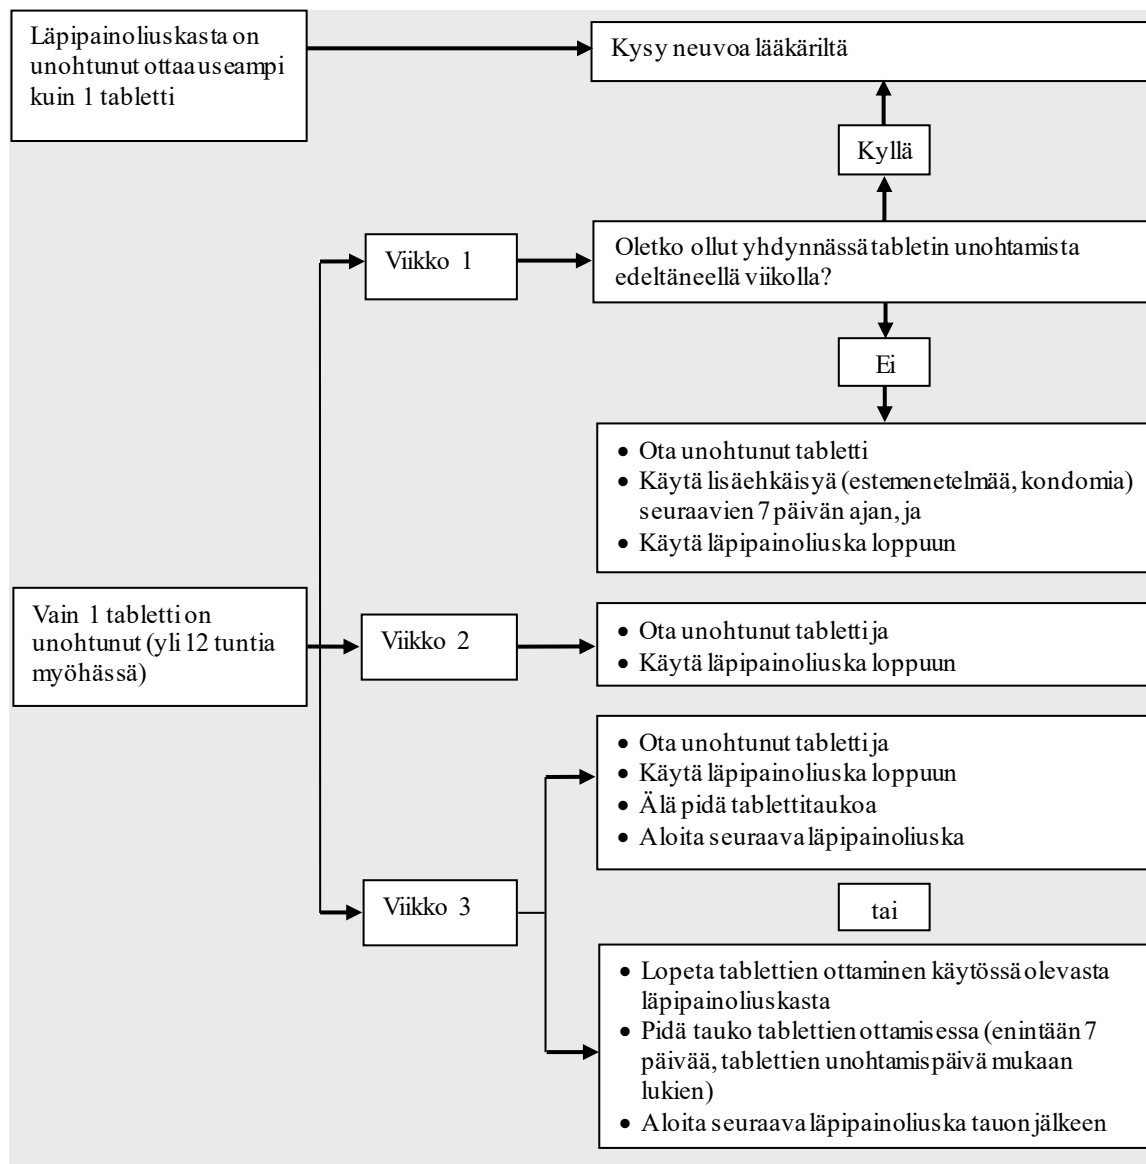 Läpipainoliuskasta on
unohtunut ottaa useampi
kuin 1 tabletti
Kysy neuvoa lääkäriltä
Kyllä
Viikko 1
Oletko ollut yhdynnässä tabletin unohtamista
edeltäneellä viikolla?
Ei
• Ota unohtunut tabletti
• Käytä lisäehkäisyä (estemenetelmää, kondomia)
seuraavien 7 päivän ajan, ja
• Käytä läpipainoliuska loppuun
Vain 1 tabletti on
unohtunut (yli 12 tuntia
myöhässä)
Viikko 2
• Ota unohtunut tabletti ja
• Käytä läpipainoliuska loppuun
• Ota unohtunut tabletti ja
• Käytä läpipainoliuska loppuun
• Älä pidä tablettitaukoa
• Aloita seuraava läpipainoliuska
Viikko 3
tai
• Lopeta tablettien ottaminen käytössä olevasta
läpipainoliuskasta
• Pidä tauko tablettien ottamisessa (enintään 7
päivää, tablettien unohtamispäivä mukaan
lukien)
• Aloita seuraava läpipainoliuska tauon jälkeen